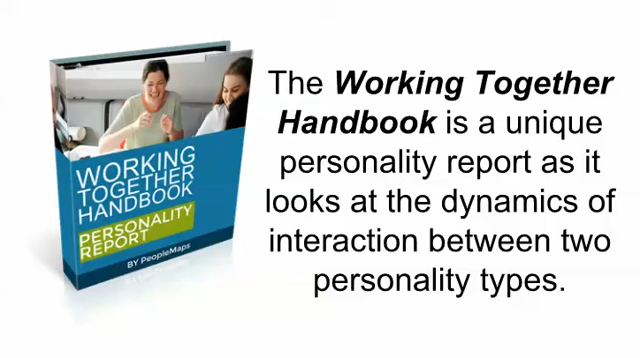 WORKING
TOGETHER
HANDBOOK
PERSONALITY
REPORT
BY PeopleMaps
The Working Together
Handbook is a unique
personality report as it
looks at the dynamics of
interaction between two
personality types.